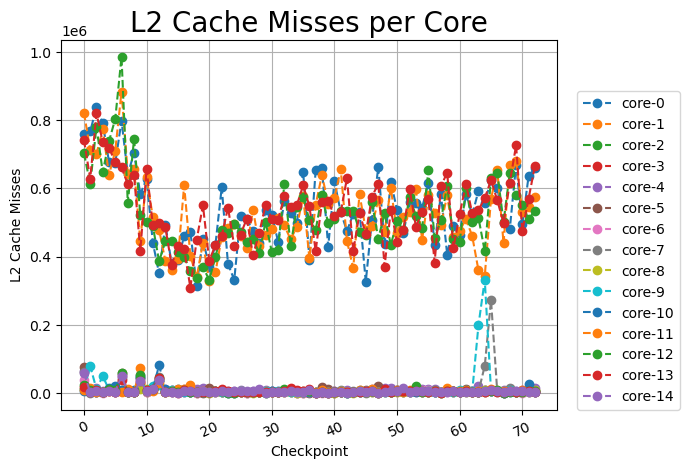 L2 Cache Misses per Core
1e6
1.0
0.8
0.6
0.4
0.2
0.0
L2 Cache Misses
0
10
20
30
40
50
60
70
Checkpoint
core-0
core-1
core-2
core-3
core-4
core-5
core-6
core-7
core-8
core-9
core-10
core-11
core-12
core-13
core-14